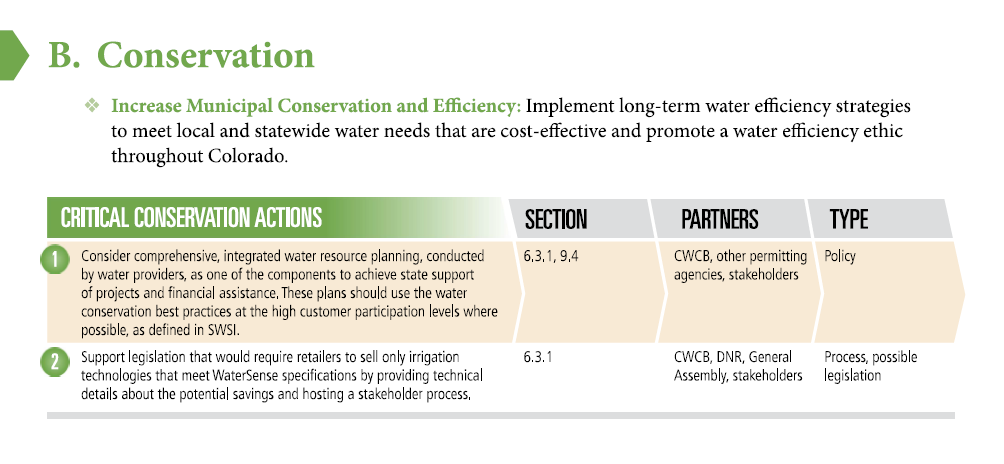 B. Conservation
❖ Increase Municipal Conservation and Efficiency: Implement long-term water efficiency strategies
to meet local and statewide water needs that are cost-effective and promote a water efficiency ethic
throughout Colorado.
CRITICAL CONSERVATION ACTIONS SECTION PARTNERS TYPE
1 Consider comprehensive, integrated water resource planning, conducted 6.3.1, 9.4 CWCB, other permitting Policy
by water providers, as one of the components to achieve state support agencies, stakeholders
of projects and financial assistance. These plans should use the water
conservation best practices at the high customer participation levels where
possible, as defined in SWSI.
2 Support legislation that would require retailers to sell only irrigation 6.3.1 CWCB, DNR, General Process, possible
technologies that meet WaterSense specifications by providing technical Assembly, stakeholders legislation
details about the potential savings and hosting a stakeholder process.